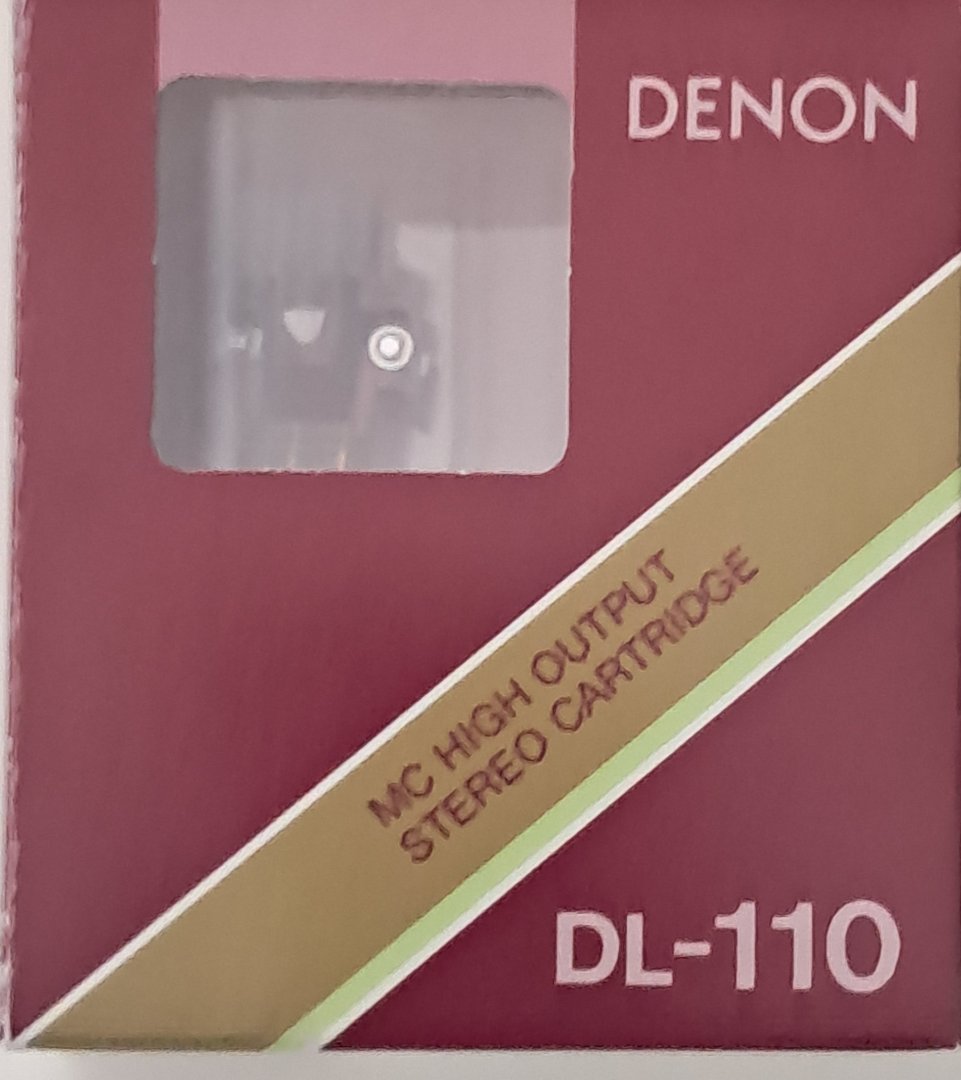 DENON
MC HIGH OUTPUT
STEREO CARTRIDGE
DL-110